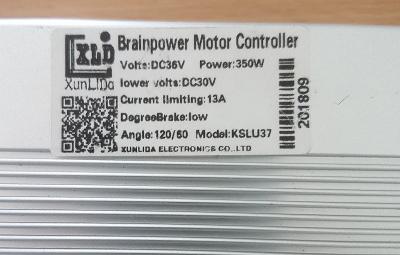 XLD
XunLiDa
Brainpower Motor Controller
Volts:DC36V Power:350W
lower volts:DC30V
Current limiting:13A
DegreeBrake:low
Angle:120/60 Model:KSLU37
XUNLIDA ELECTRONICS CO.,LTD
201809